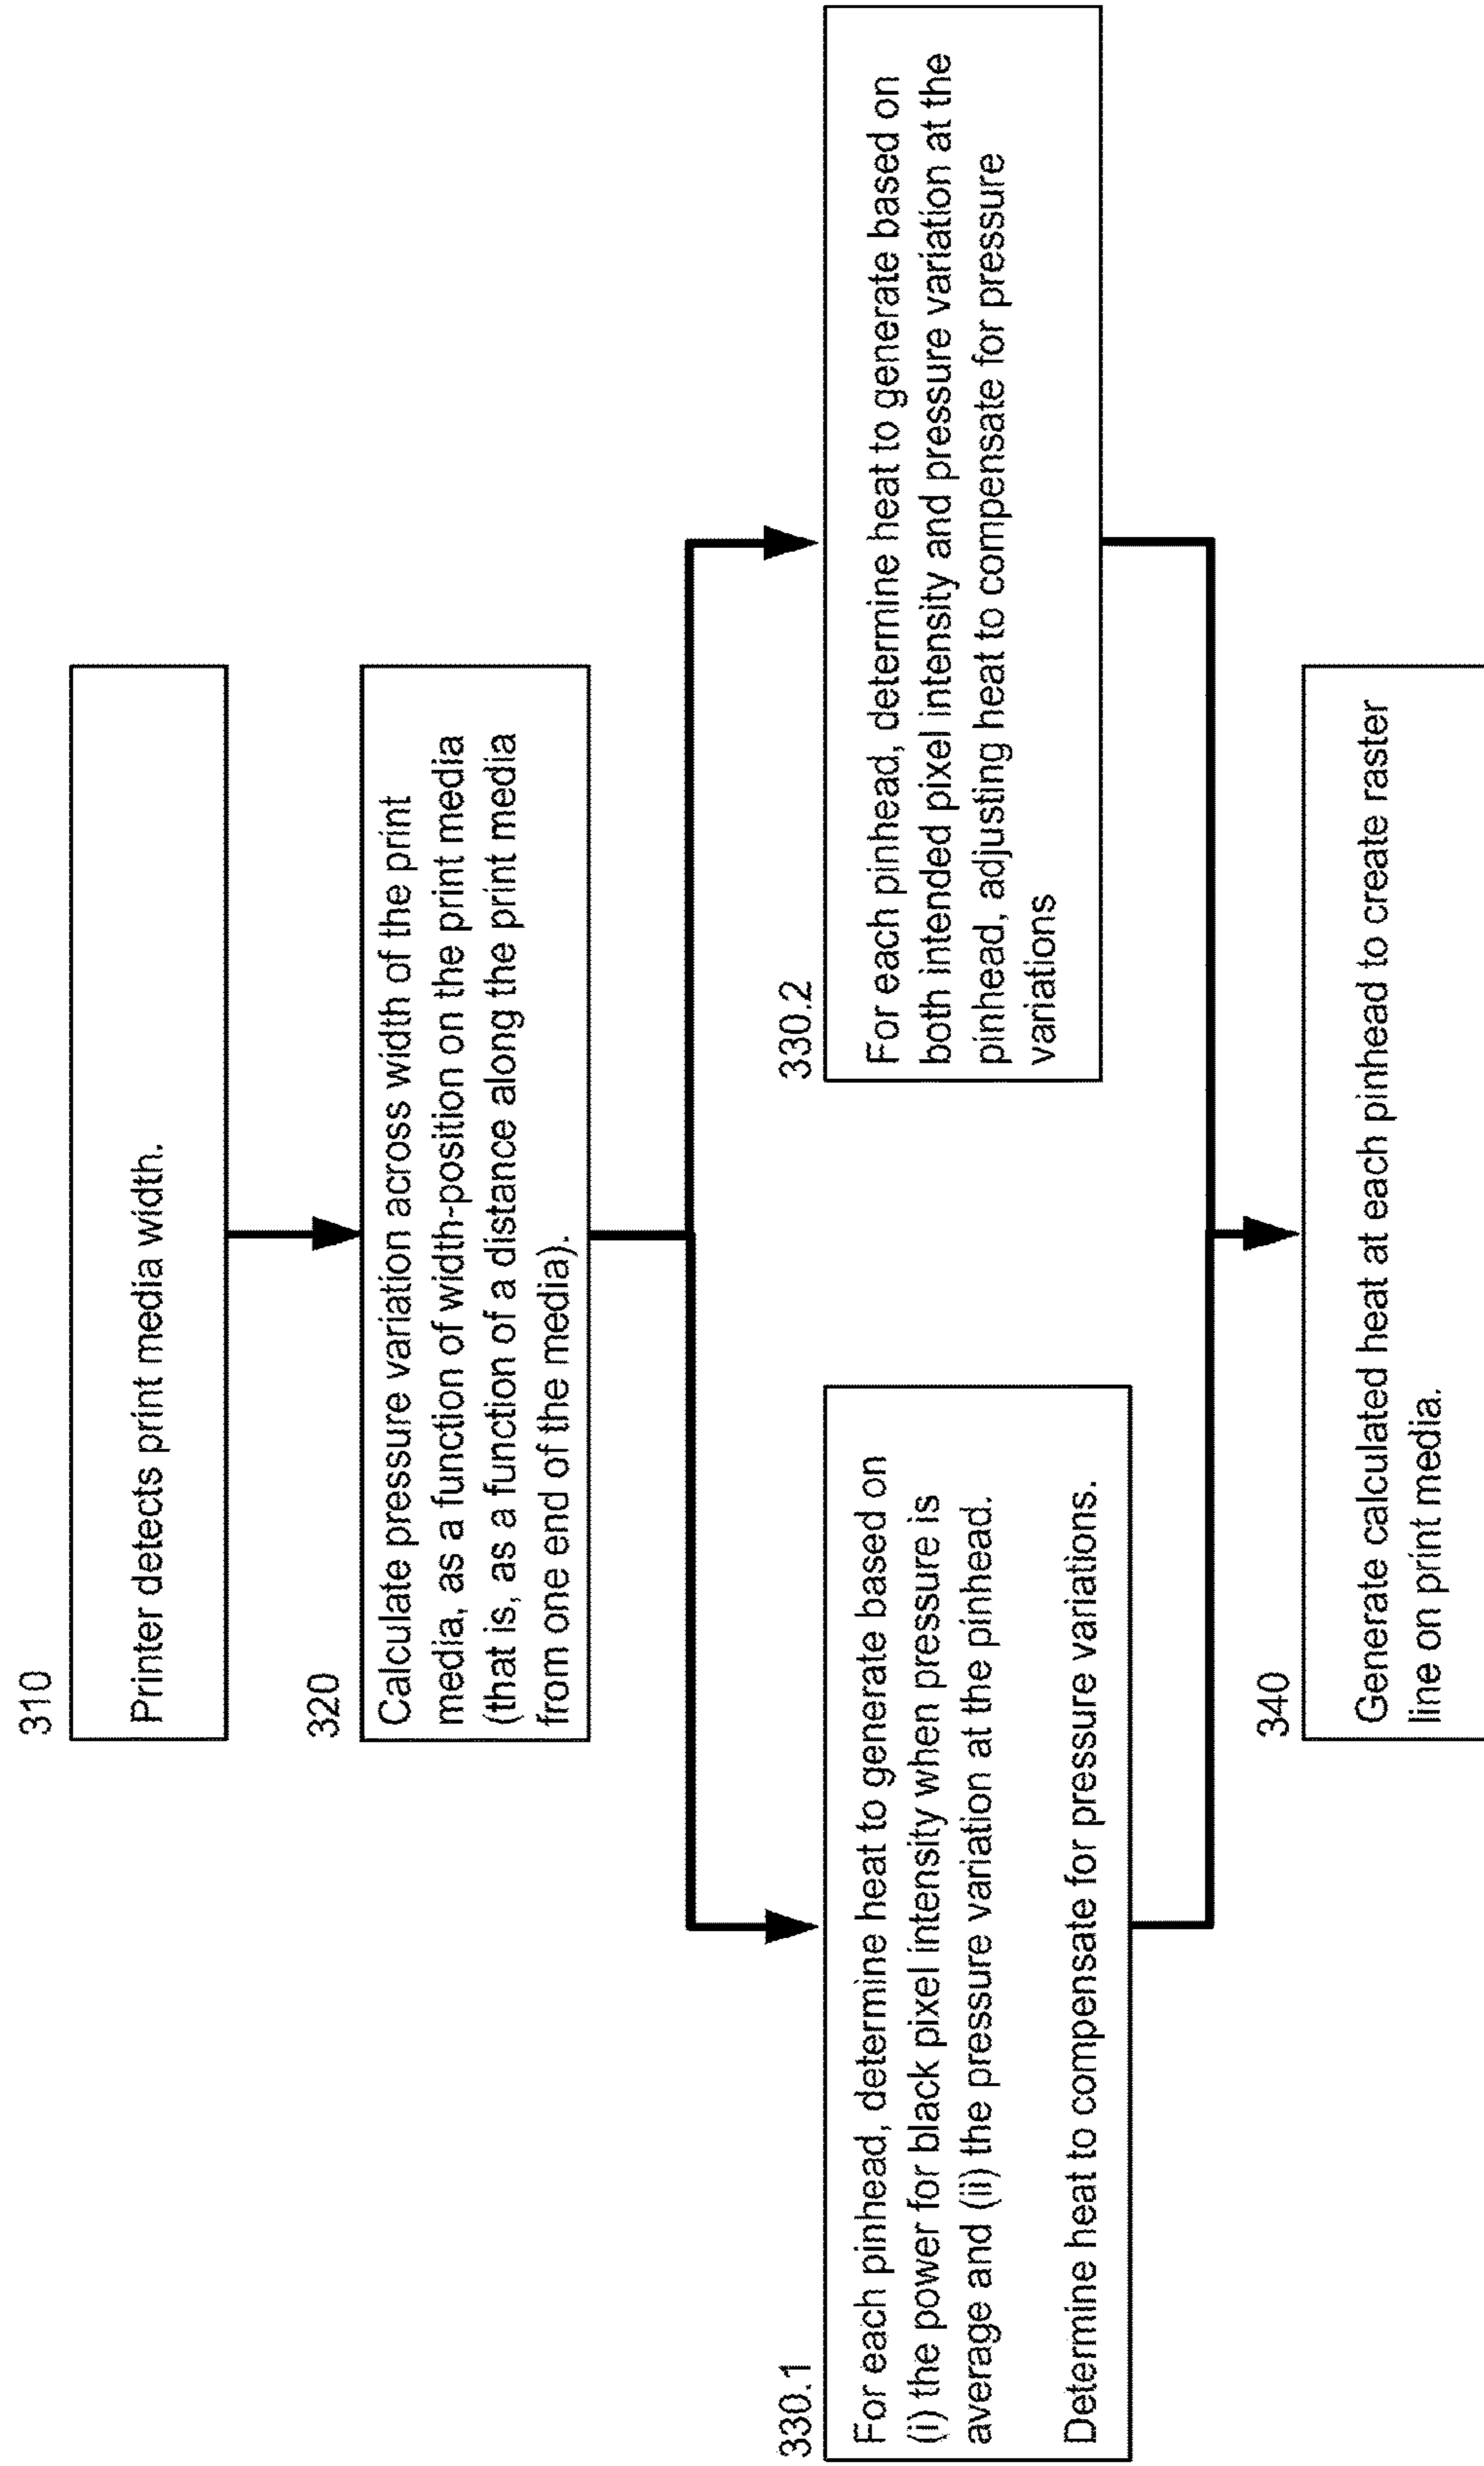 310
Printer detects print media width.
320
Calculate pressure variation across width of the print
media, as a function of width-position on the print media
(that is, as a function of a distance along the print media
from one end of the media).
330.1
For each pinhead, determine heat to generate based on
(i) the power for black pixel intensity when pressure is
average and (ii) the pressure variation at the pinhead.
Determine heat to compensate for pressure variations.
330.2
For each pinhead, determine heat to generate based on
both intended pixel intensity and pressure variation at the
pinhead, adjusting heat to compensate for pressure
variations
340
Generate calculated heat at each pinhead to create raster
line on print media.